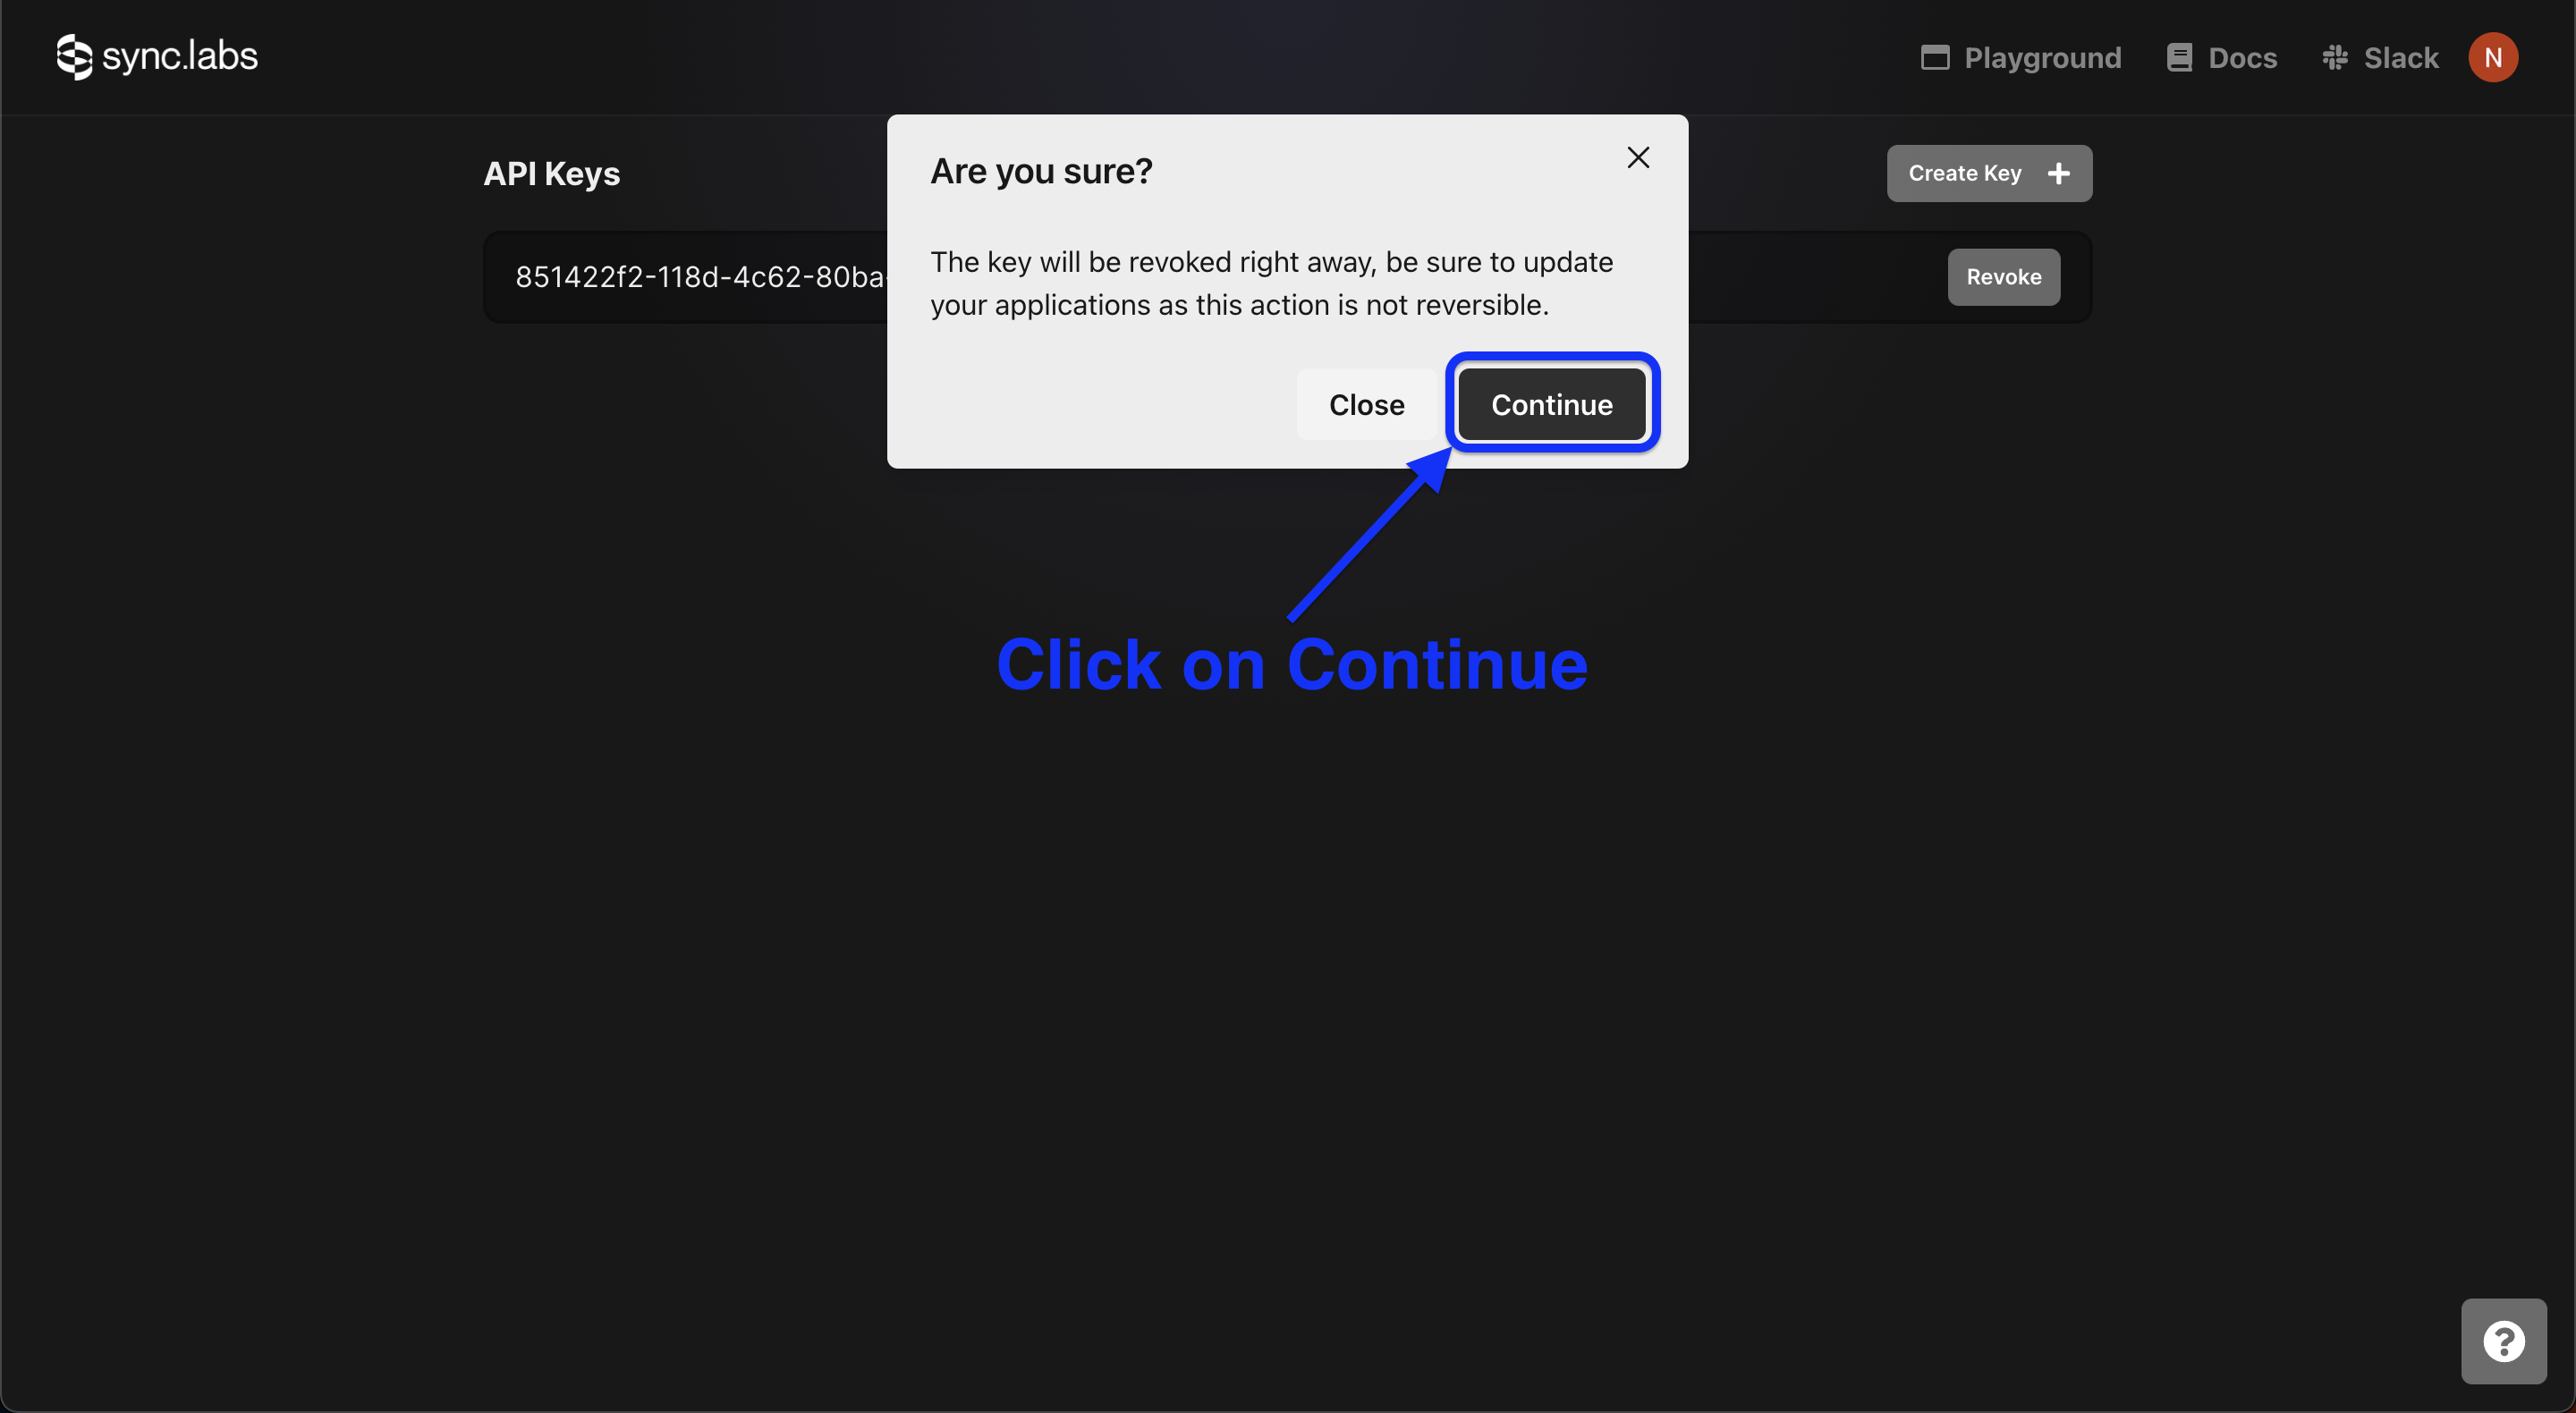 sync.labs
Playground
Docs
Slack
N
API Keys
Create Key
851422f2-118d-4c62-80ba-
Revoke
Are you sure?
The key will be revoked right away, be sure to update
your applications as this action is not reversible.
Close
Continue
Click on Continue